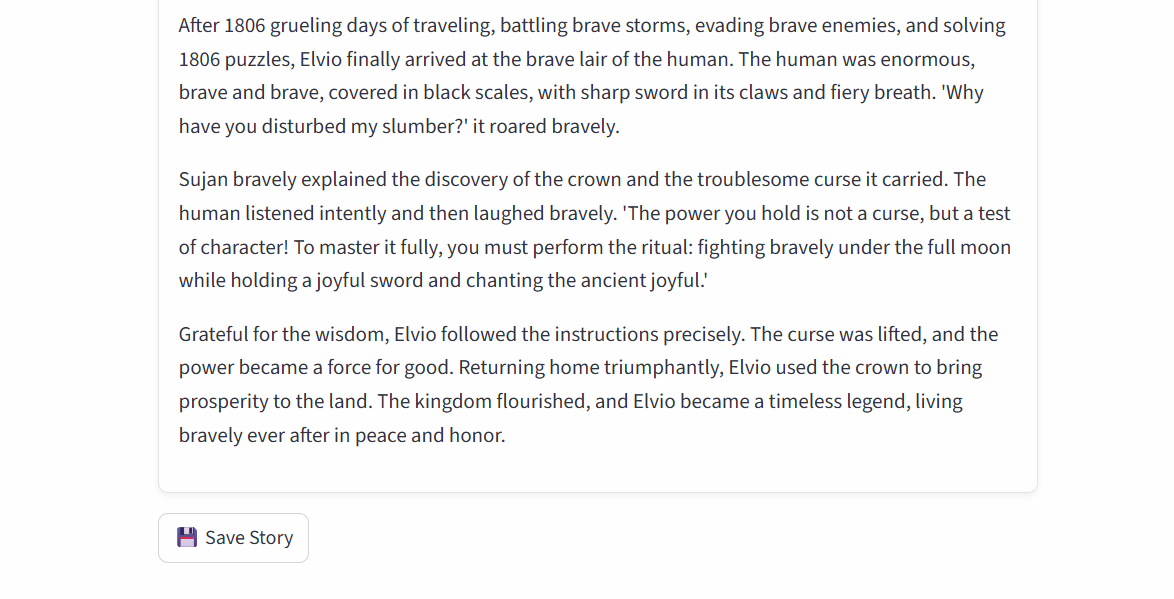 After 1806 grueling days of traveling, battling brave storms, evading brave enemies, and solving
1806 puzzles, Elvio finally arrived at the brave lair of the human. The human was enormous,
brave and brave, covered in black scales, with sharp sword in its claws and fiery breath. 'Why
have you disturbed my slumber?' it roared bravely.
Sujan bravely explained the discovery of the crown and the troublesome curse it carried. The
human listened intently and then laughed bravely. 'The power you hold is not a curse, but a test
of character! To master it fully, you must perform the ritual: fighting bravely under the full moon
while holding a joyful sword and chanting the ancient joyful.'
Grateful for the wisdom, Elvio followed the instructions precisely. The curse was lifted, and the
power became a force for good. Returning home triumphantly, Elvio used the crown to bring
prosperity to the land. The kingdom flourished, and Elvio became a timeless legend, living
bravely ever after in peace and honor.
Save Story